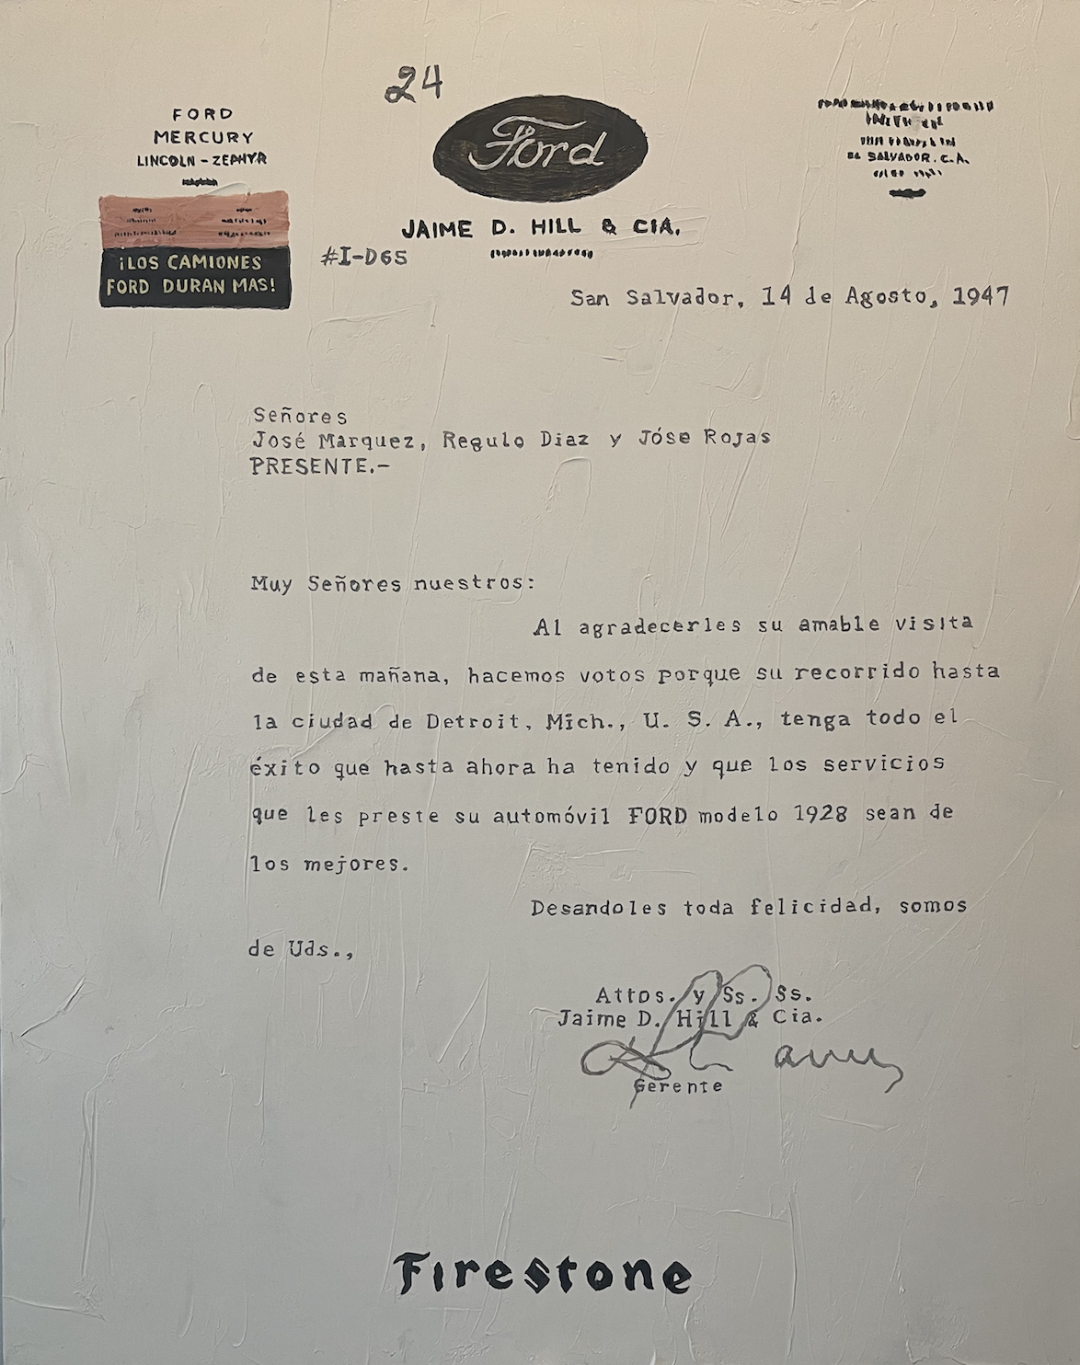 24
FORD
MERCURY
LINCOLN - ZEPHYR
¡LOS CAMIONES
FORD DURAN MAS!
Ford
JAIME D. HILL & CIA.
#I-D65
SALVADOR. C.A.
San Salvador, 14 de Agosto, 1947
Señores
José Marquez, Regulo Diaz y Jóse Rojas
PRESENTE.-
Muy Señores nuestros:
Al agradecerles su amable visita
de esta mañana, hacemos votos porque su recorrido hasta
la ciudad de Detroit, Mich., U. S. A., tenga todo el
éxito que hasta ahora ha tenido y que los servicios
que les preste su automóvil FORD modelo 1928 sean de
los mejores.
Desandoles toda felicidad, somos
de Uds.,
Attos. y Ss. Ss.
Jaime D. Hill & Cia.
Gerente
Firestone